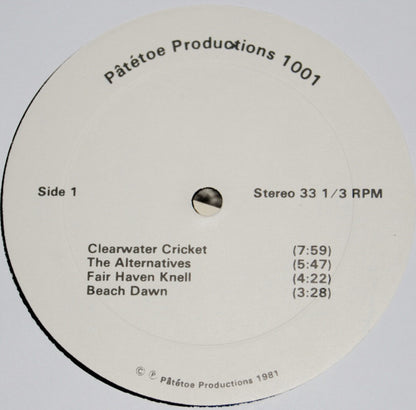 Pâtétoe Productions 1001
Side 1
Stereo 33 1/3 RPM
Clearwater Cricket (7:59)
The Alternatives (5:47)
Fair Haven Knell (4:22)
Beach Dawn (3:28)
© ℗ Pâtétoe Productions 1981